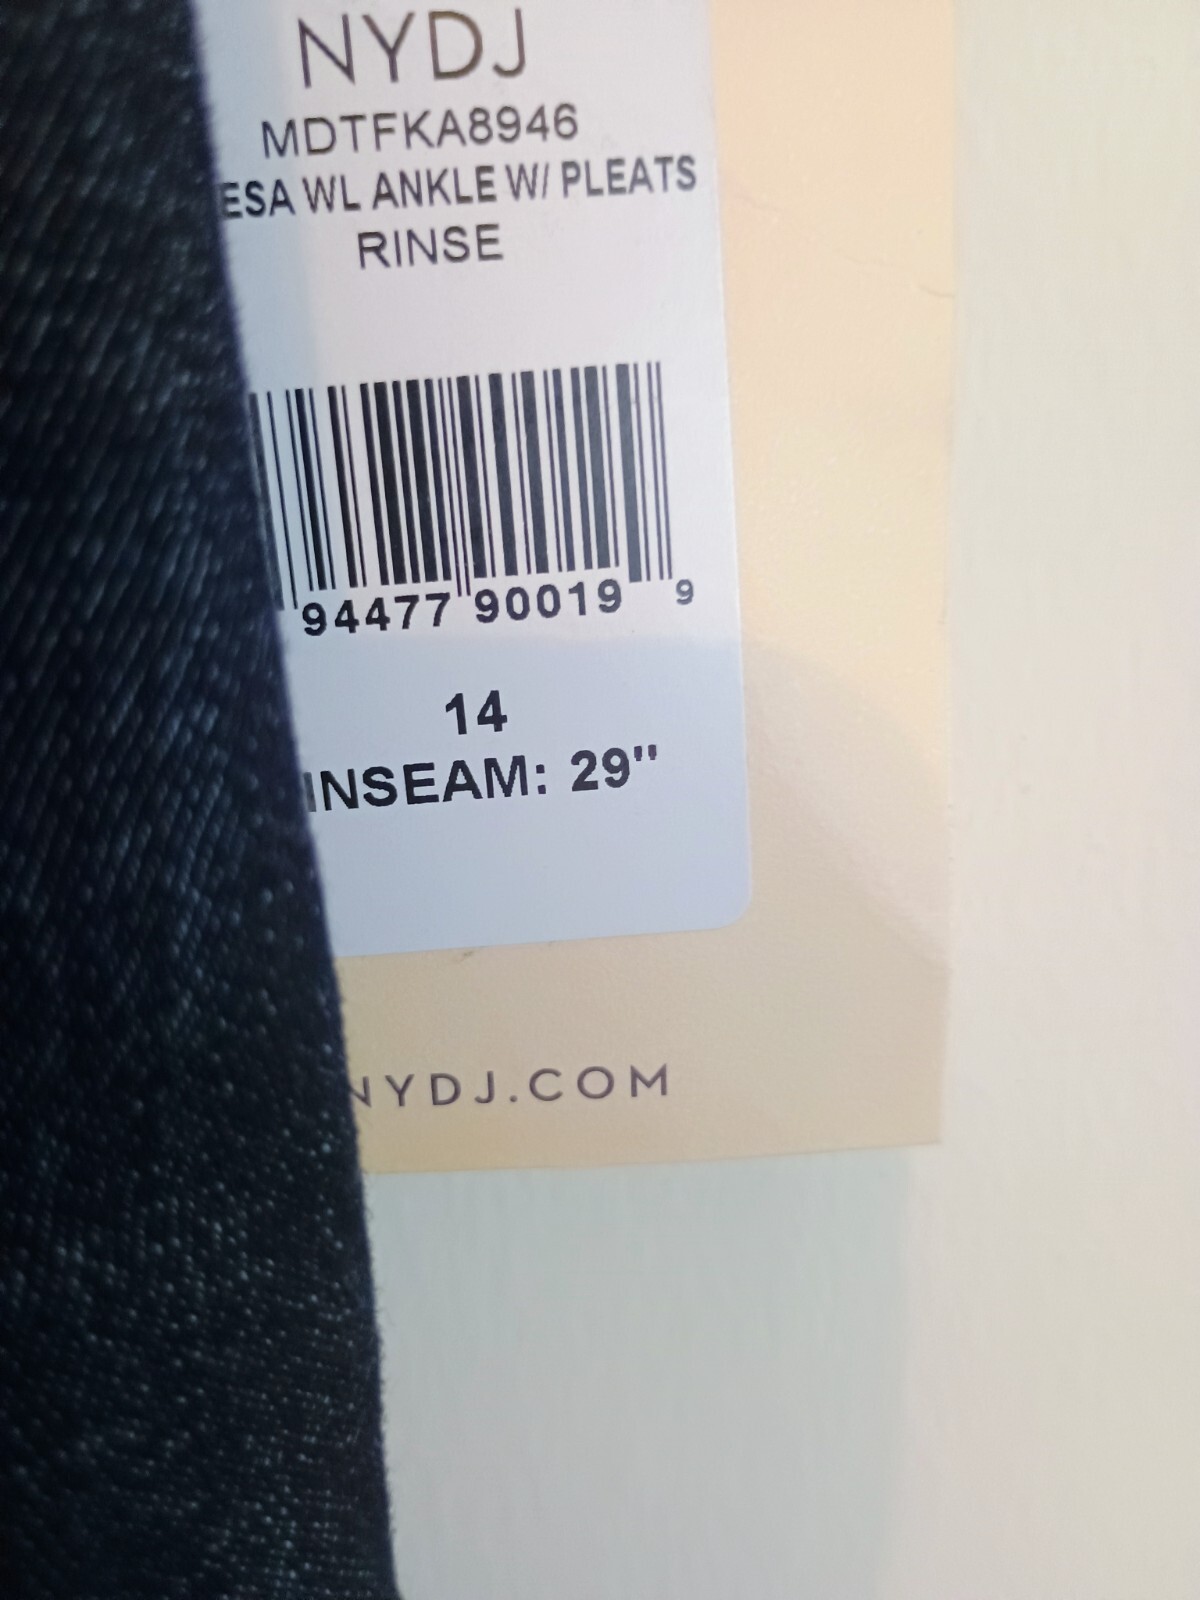 NYDJ
MDTFKA8946
ESA WL ANKLE W/ PLEATS
RINSE
94477 90019 9
14
INSEAM: 29"
NYDJ.COM